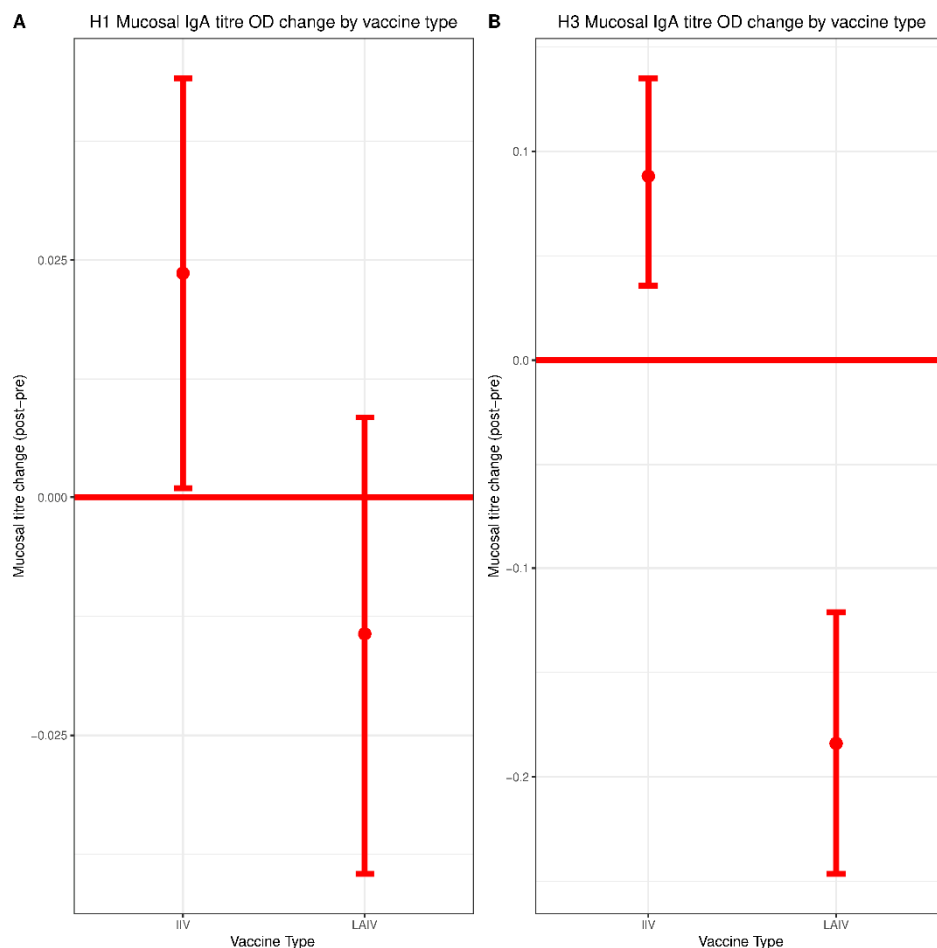 A
H1 Mucosal IgA titre OD change by vaccine type
Mucosal titre change (post−pre)
0.025
0.000
−0.025
IIV
LAIV
Vaccine Type
B
H3 Mucosal IgA titre OD change by vaccine type
Mucosal titre change (post−pre)
0.1
0.0
−0.1
−0.2
IIV
LAIV
Vaccine Type